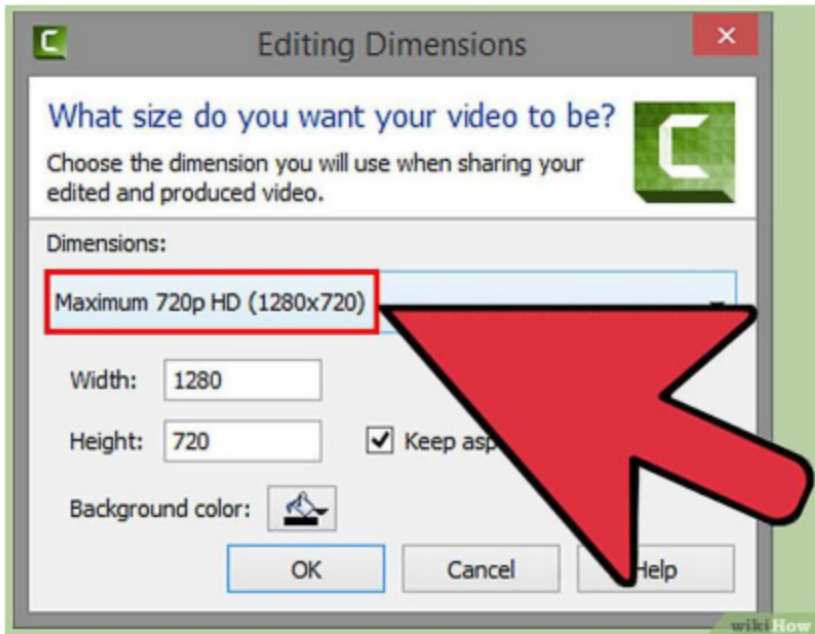 Editing Dimensions
What size do you want your video to be?
Choose the dimension you will use when sharing your
edited and produced video.
Dimensions:
Maximum 720p HD (1280x720)
Width: 1280
Height: 720
Keep
Background color:
OK Cancel Help
wikiHow